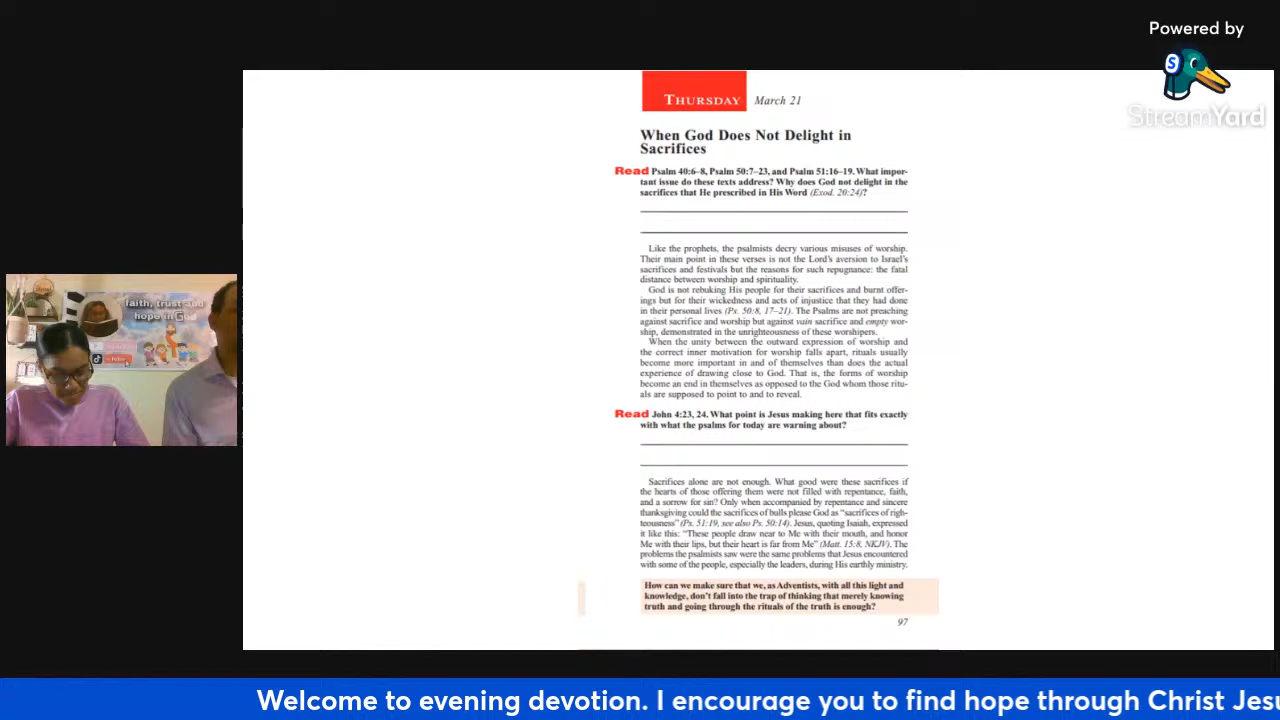 Powered by
S
StreamYard
THURSDAY March 21
When God Does Not Delight in
Sacrifices
Read Psalm 40:6–8, Psalm 50:7–23, and Psalm 51:16–19. What impor-
tant issue do these texts address? Why does God not delight in the
sacrifices that He prescribed in His Word (Exod. 20:24)?
Like the prophets, the psalmists decry various misuses of worship.
Their main point in these verses is not the Lord's aversion to Israel's
sacrifices and festivals but the reasons for such repugnance: the fatal
distance between worship and spirituality.
God is not rebuking His people for their sacrifices and burnt offer-
ings but for their wickedness and acts of injustice that they had done
in their personal lives (Ps. 50:8, 17–21). The Psalms are not preaching
against sacrifice and worship but against vain sacrifice and empty wor-
ship, demonstrated in the unrighteousness of these worshipers.
When the unity between the outward expression of worship and
the correct inner motivation for worship falls apart, rituals usually
become more important in and of themselves than does the actual
experience of drawing close to God. That is, the forms of worship
become an end in themselves as opposed to the God whom those ritu-
als are supposed to point to and to reveal.
Read John 4:23, 24. What point is Jesus making here that fits exactly
with what the psalms for today are warning about?
Sacrifices alone are not enough. What good were these sacrifices if
the hearts of those offering them were not filled with repentance, faith,
and a sorrow for sin? Only when accompanied by repentance and sincere
thanksgiving could the sacrifices of bulls please God as “sacrifices of righ-
teousness” (Ps. 51:19, see also Ps. 50:14). Jesus, quoting Isaiah, expressed
it like this: “These people draw near to Me with their mouth, and honor
Me with their lips, but their heart is far from Me” (Matt. 15:8, NKJV). The
problems the psalmists saw were the same problems that Jesus encountered
with some of the people, especially the leaders, during His earthly ministry.
How can we make sure that we, as Adventists, with all this light and
knowledge, don't fall into the trap of thinking that merely knowing
truth and going through the rituals of the truth is enough?
97
faith, trust and
hope in God
Welcome to evening devotion. I encourage you to find hope through Christ Jesu